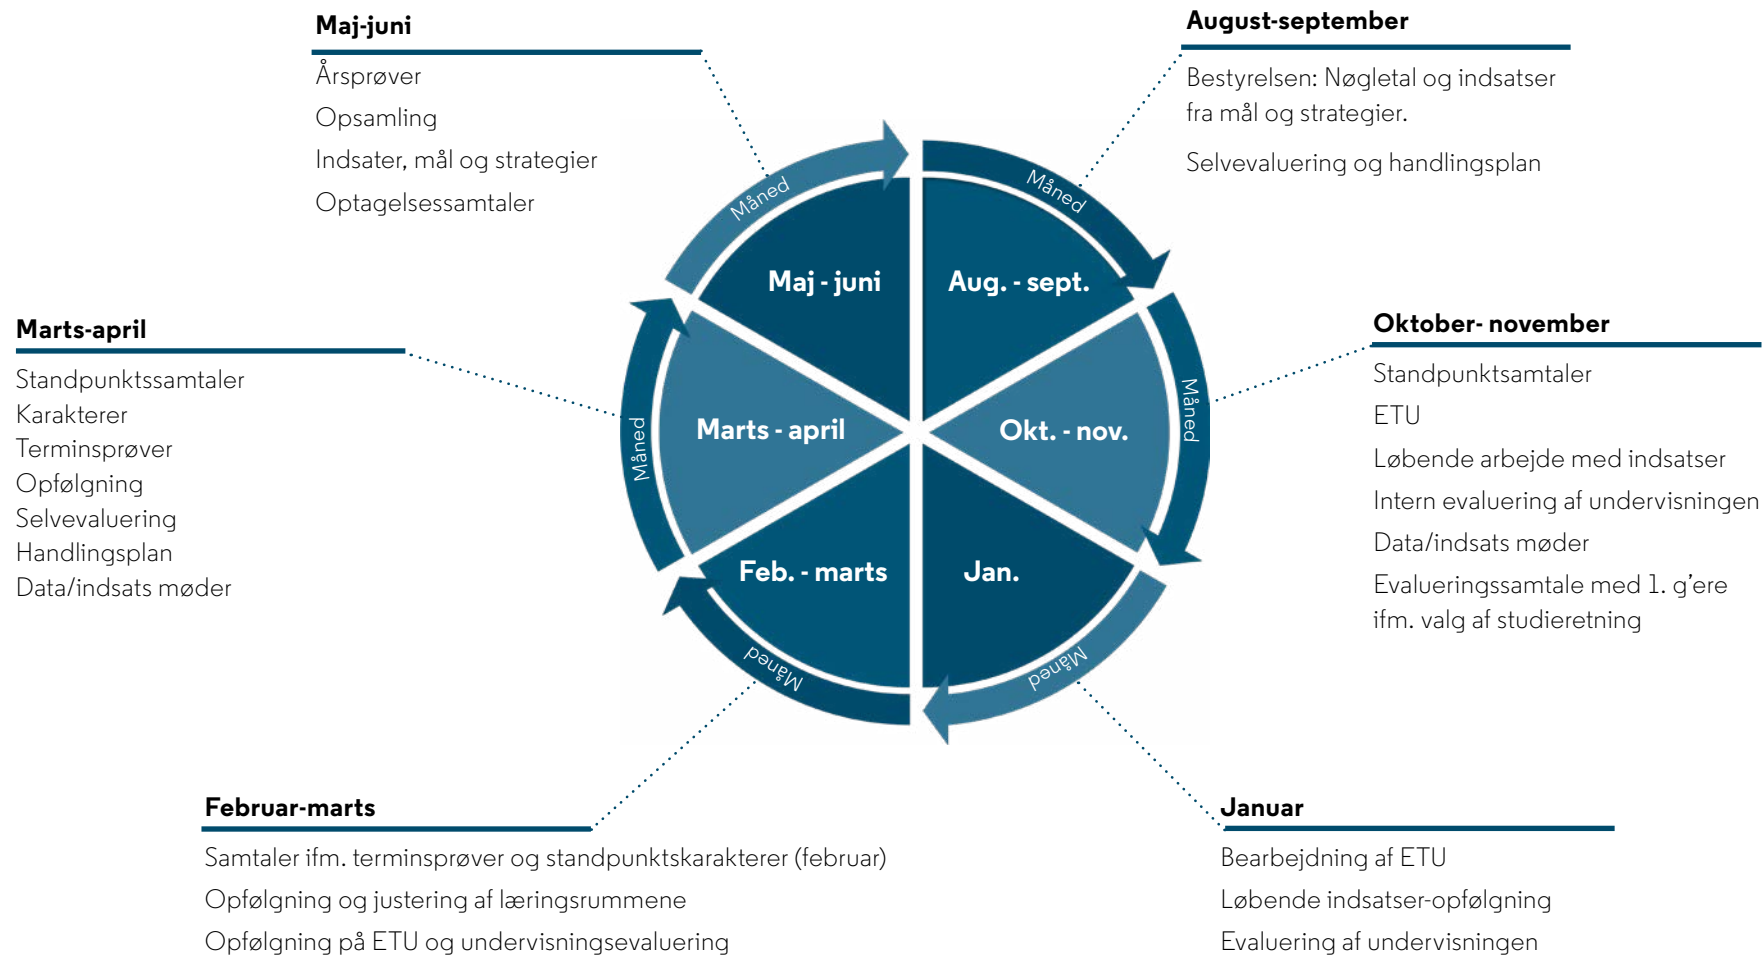 Maj-juni
Årsprøver
Opsamling
Indsater, mål og strategier
Optagelsessamtaler
August-september
Bestyrelsen: Nøgletal og indsatser
fra mål og strategier.
Selvevaluering og handlingsplan
Marts-april
Standpunktssamtaler
Karakterer
Terminsprøver
Opfølgning
Selvevaluering
Handlingsplan
Data/indsats møder
Oktober- november
Standpunktsamtaler
ETU
Løbende arbejde med indsatser
Intern evaluering af undervisningen
Data/indsats møder
Evalueringssamtale med 1. g'ere
ifm. valg af studieretning
Måned
Måned
Maj - juni
Aug. - sept.
Måned
Marts - april
Okt. - nov.
Måned
Feb. - marts
Jan.
Måned
Måned
Februar-marts
Samtaler ifm. terminsprøver og standpunktskarakterer (februar)
Opfølgning og justering af læringsrummene
Opfølgning på ETU og undervisningsevaluering
Januar
Bearbejdning af ETU
Løbende indsatser-opfølgning
Evaluering af undervisningen